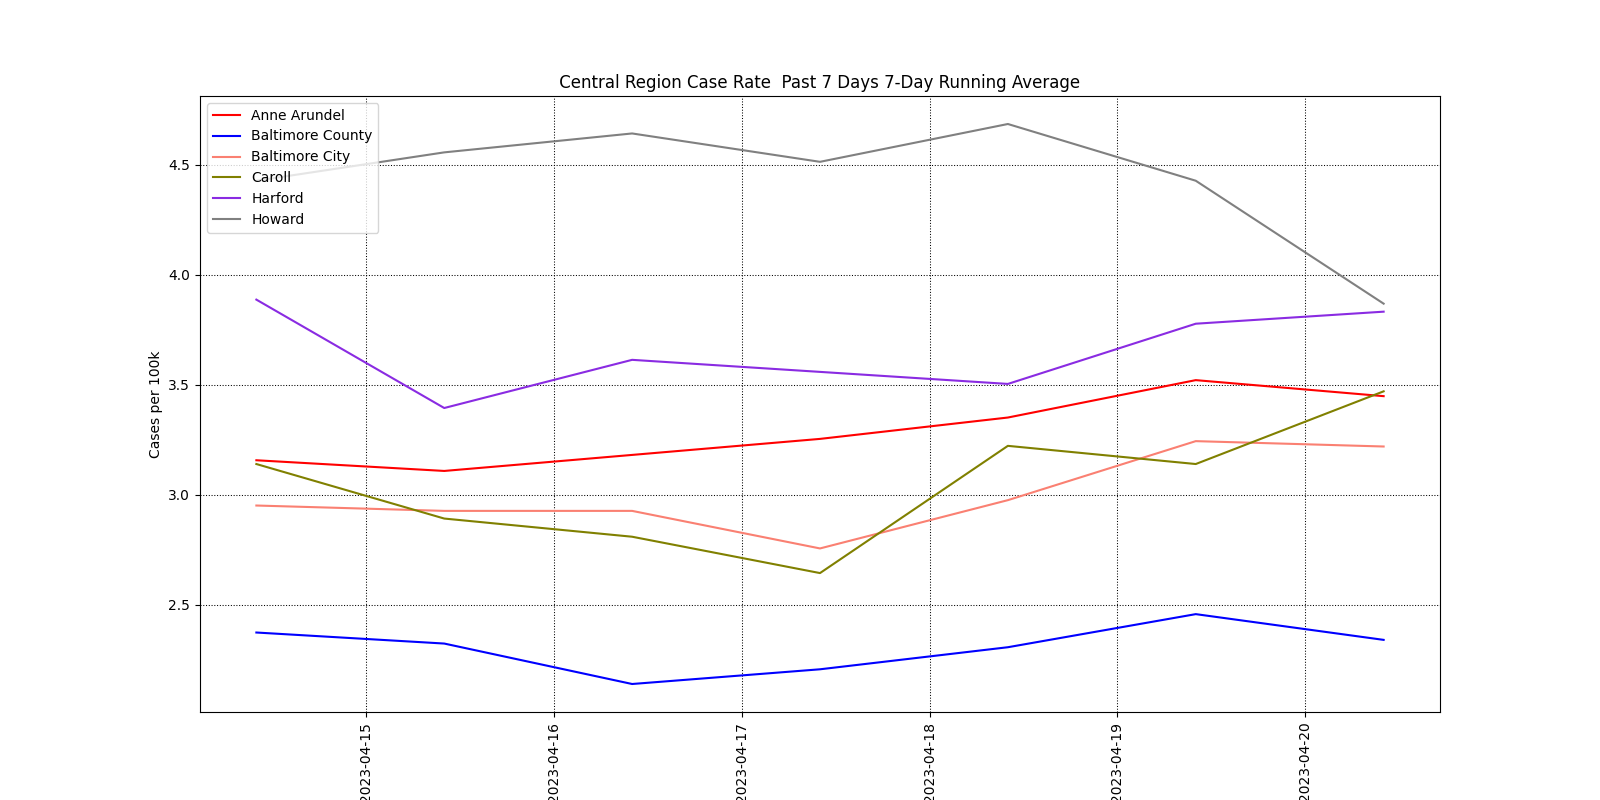 Central Region Case Rate  Past 7 Days 7-Day Running Average
Anne Arundel
Baltimore County
Baltimore City
Caroll
Harford
Howard
Cases per 100k
4.5
4.0
3.5
3.0
2.5
2023-04-15
2023-04-16
2023-04-17
2023-04-18
2023-04-19
2023-04-20